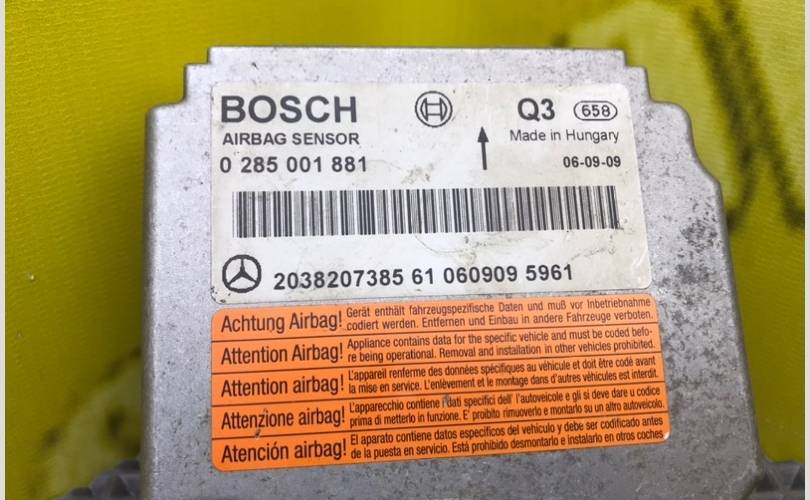 BOSCH
Q3 658
AIRBAG SENSOR
Made in Hungary
0 285 001 881
06-09-09
2038207385 61 060909 5961
Achtung Airbag! Gerät enthält fahrzeugspezifische Daten und muß vor Inbetriebnahme
codiert werden. Entfernen und Einbau in andere Fahrzeuge verboten.
Attention Airbag! Appliance contains data for the specific vehicle and must be coded befo-
re being operational. Removal and installation in other vehicles prohibited.
Attention airbag! L'appareil renferme des données spécifiques au véhicule et doit être codé avant
la mise en service. L'enlèvement et le montage dans d'autres véhicules est interdit.
Attenzione airbag! L'apparecchio contiene i dati specifici dell' l'autoveicole e gli si deve dare u codice
prima di metterlo in funzione. E' proibito rimuoverlo e montarlo su un altro autoveicolo.
Atención airbag! El aparato contiene datos específicos del vehículo y debe ser codificado antes
de la puesta en servicio. Está prohibido desmontarlo e instalarlo en otros coches